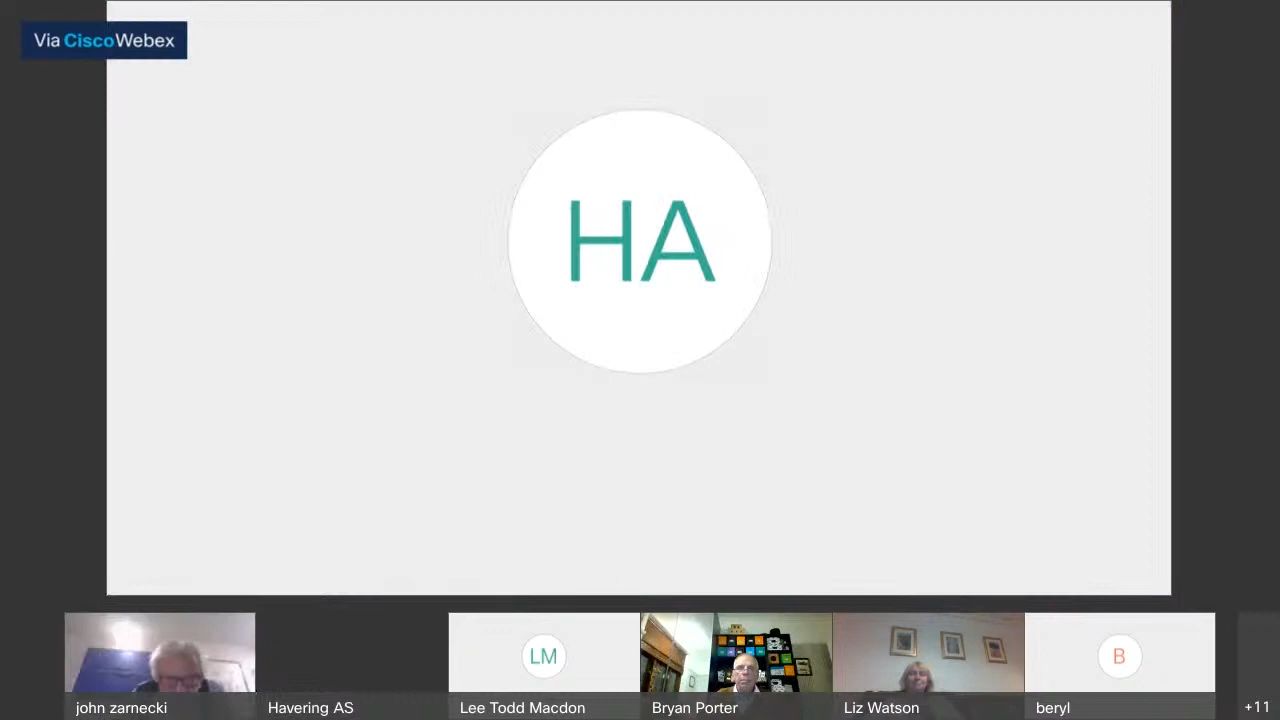 Via Cisco Webex
HA
LM
B
john zarnecki
Havering AS
Lee Todd Macdon
Bryan Porter
Liz Watson
beryl
+11